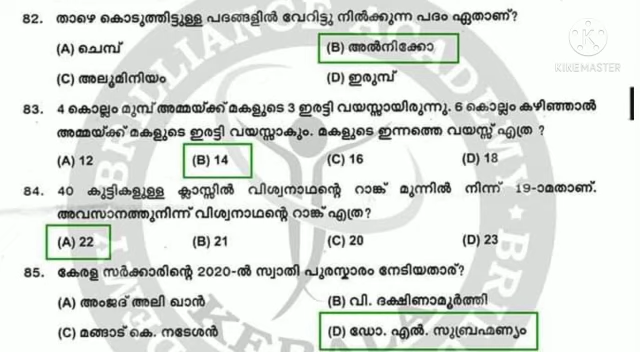 82. താഴെ കൊടുത്തിട്ടുള്ള പദങ്ങളിൽ വേറിട്ടു നിൽക്കുന്ന പദം ഏതാണ്?
(A) ചെമ്പ് (B) അൽനിക്കോ
(C) അലുമിനിയം (D) ഇരുമ്പ്
KINEMASTER
83. 4 കൊല്ലം മുമ്പ് അമ്മയ്ക്ക് മകളുടെ 3 ഇരട്ടി വയസ്സായിരുന്നു. 6 കൊല്ലം കഴിഞ്ഞാൽ
അമ്മയ്ക്ക് മകളുടെ ഇരട്ടി വയസ്സാകും. മകളുടെ ഇന്നത്തെ വയസ്സ് എത്ര ?
(A) 12 (B) 14 (C) 16 (D) 18
84. 40 കുട്ടികളുള്ള ക്ലാസ്സിൽ വിശ്വനാഥന്റെ റാങ്ക് മുന്നിൽ നിന്ന് 19-ാമതാണ്.
അവസാനത്തുനിന്ന് വിശ്വനാഥന്റെ റാങ്ക് എത്ര?
(A) 22 (B) 21 (C) 20 (D) 23
85. കേരള സർക്കാരിന്റെ 2020-ൽ സ്വാതി പുരസ്കാരം നേടിയതാര്?
(A) അംജദ് അലി ഖാൻ (B) വി. ദക്ഷിണാമൂർത്തി
(C) മങ്ങാട് കെ. നടേശൻ (D) ഡോ. എൽ. സുബ്രഹ്മണ്യം